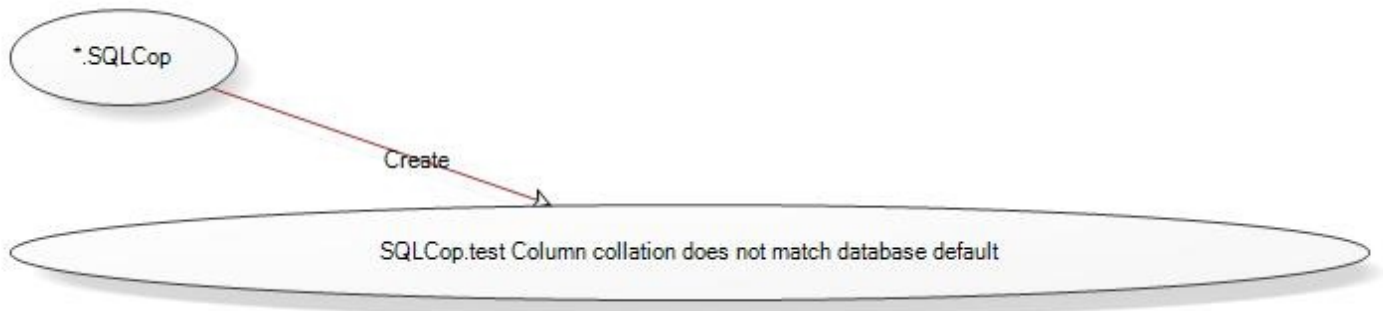 *.SQLCop
Create
SQLCop.test Column collation does not match database default